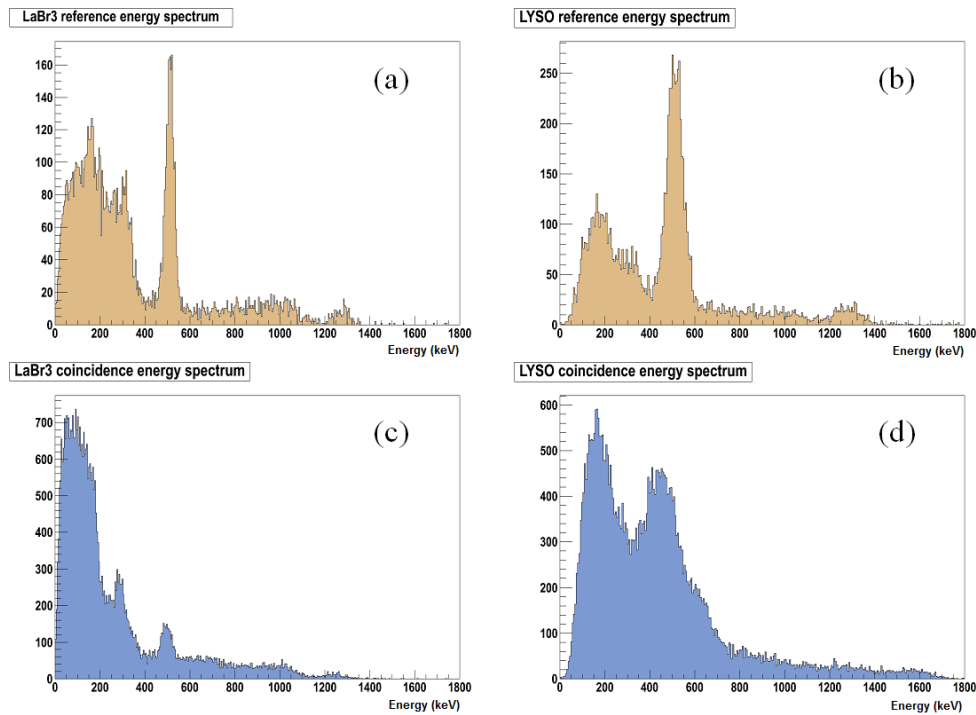 LaBr3 reference energy spectrum
160
140
120
100
80
60
40
20
0
(a)
0 200 400 600 800 1000 1200 1400 1600 1800
Energy (keV)
LYSO reference energy spectrum
250
200
150
100
50
0
(b)
0 200 400 600 800 1000 1200 1400 1600 1800
Energy (keV)
LaBr3 coincidence energy spectrum
700
600
500
400
300
200
100
0
(c)
0 200 400 600 800 1000 1200 1400 1600 1800
Energy (keV)
LYSO coincidence energy spectrum
600
500
400
300
200
100
0
(d)
0 200 400 600 800 1000 1200 1400 1600 1800
Energy (keV)